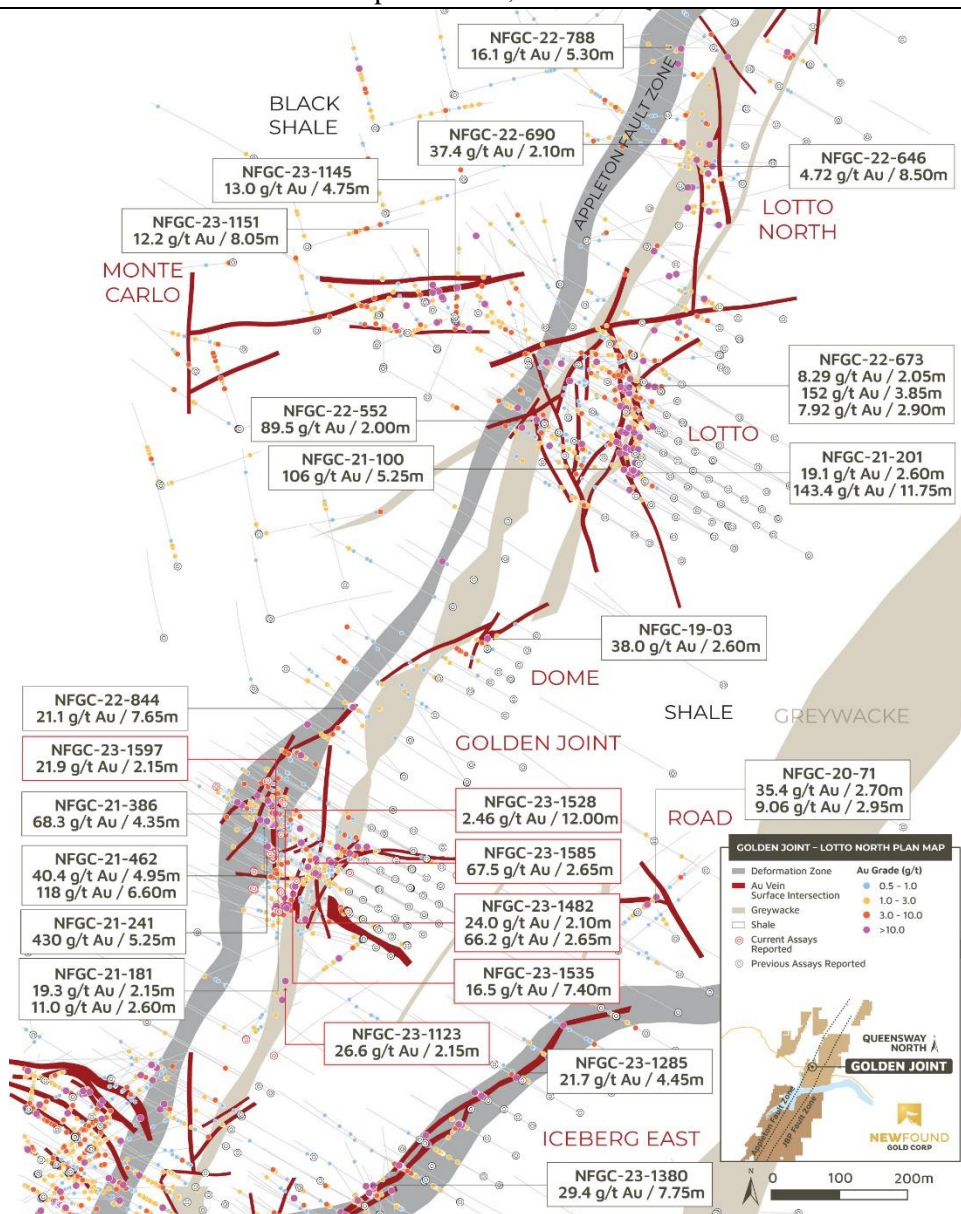 NFGC-22-788
16.1 g/t Au / 5.30m
BLACK
SHALE
APPLETON FAULT ZONE
NFGC-22-690
37.4 g/t Au / 2.10m
NFGC-22-646
4.72 g/t Au / 8.50m
NFGC-23-1145
13.0 g/t Au / 4.75m
LOTTO
NORTH
NFGC-23-1151
12.2 g/t Au / 8.05m
MONTE
CARLO
NFGC-22-673
8.29 g/t Au / 2.05m
152 g/t Au / 3.85m
7.92 g/t Au / 2.90m
NFGC-22-552
89.5 g/t Au / 2.00m
LOTTO
NFGC-21-100
106 g/t Au / 5.25m
NFGC-21-201
19.1 g/t Au / 2.60m
143.4 g/t Au / 11.75m
NFGC-19-03
38.0 g/t Au / 2.60m
DOME
NFGC-22-844
21.1 g/t Au / 7.65m
SHALE
GREYWACKE
GOLDEN JOINT
NFGC-23-1597
21.9 g/t Au / 2.15m
NFGC-20-71
35.4 g/t Au / 2.70m
9.06 g/t Au / 2.95m
ROAD
NFGC-21-386
68.3 g/t Au / 4.35m
NFGC-23-1528
2.46 g/t Au / 12.00m
NFGC-21-462
40.4 g/t Au / 4.95m
118 g/t Au / 6.60m
NFGC-23-1585
67.5 g/t Au / 2.65m
NFGC-21-241
430 g/t Au / 5.25m
NFGC-23-1482
24.0 g/t Au / 2.10m
66.2 g/t Au / 2.65m
NFGC-21-181
19.3 g/t Au / 2.15m
11.0 g/t Au / 2.60m
NFGC-23-1535
16.5 g/t Au / 7.40m
NFGC-23-1123
26.6 g/t Au / 2.15m
NFGC-23-1285
21.7 g/t Au / 4.45m
ICEBERG EAST
NFGC-23-1380
29.4 g/t Au / 7.75m
GOLDEN JOINT – LOTTO NORTH PLAN MAP
Deformation Zone
Au Vein
Surface Intersection
Greywacke
Shale
Current Assays
Reported
Previous Assays Reported
Au Grade (g/t)
0.5 - 1.0
1.0 - 3.0
3.0 - 10.0
>10.0
QUEENSWAY
NORTH
GOLDEN JOINT
Appleton Fault Zone
JBP Fault Zone
NEWFOUND
GOLD CORP
N
0 100 200m